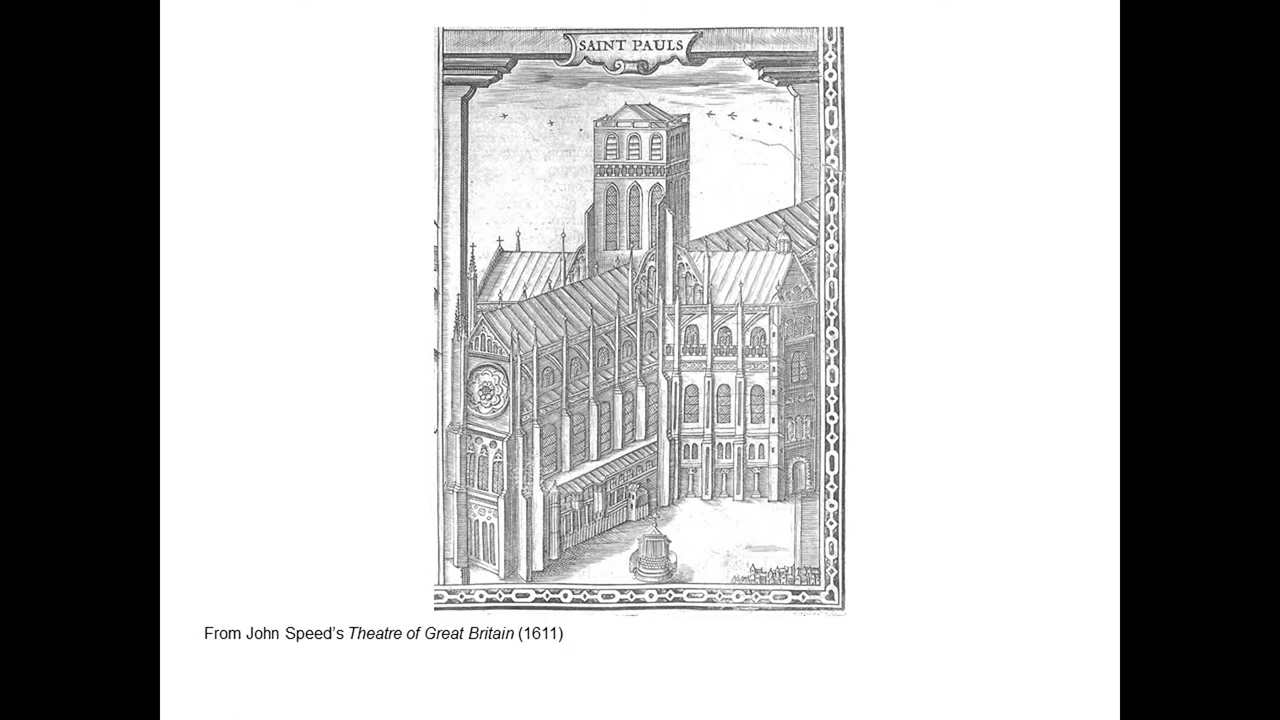 SAINT PAULS
From John Speed’s Theatre of Great Britain (1611)